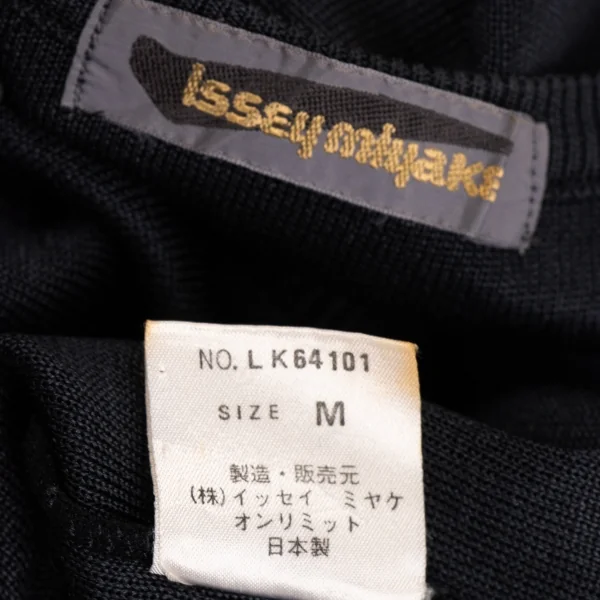 ISSEY mIyakE
NO. LK64101
SIZE M
製造・販売元
(株)イッセイ ミヤケ
オンリミット
日本製